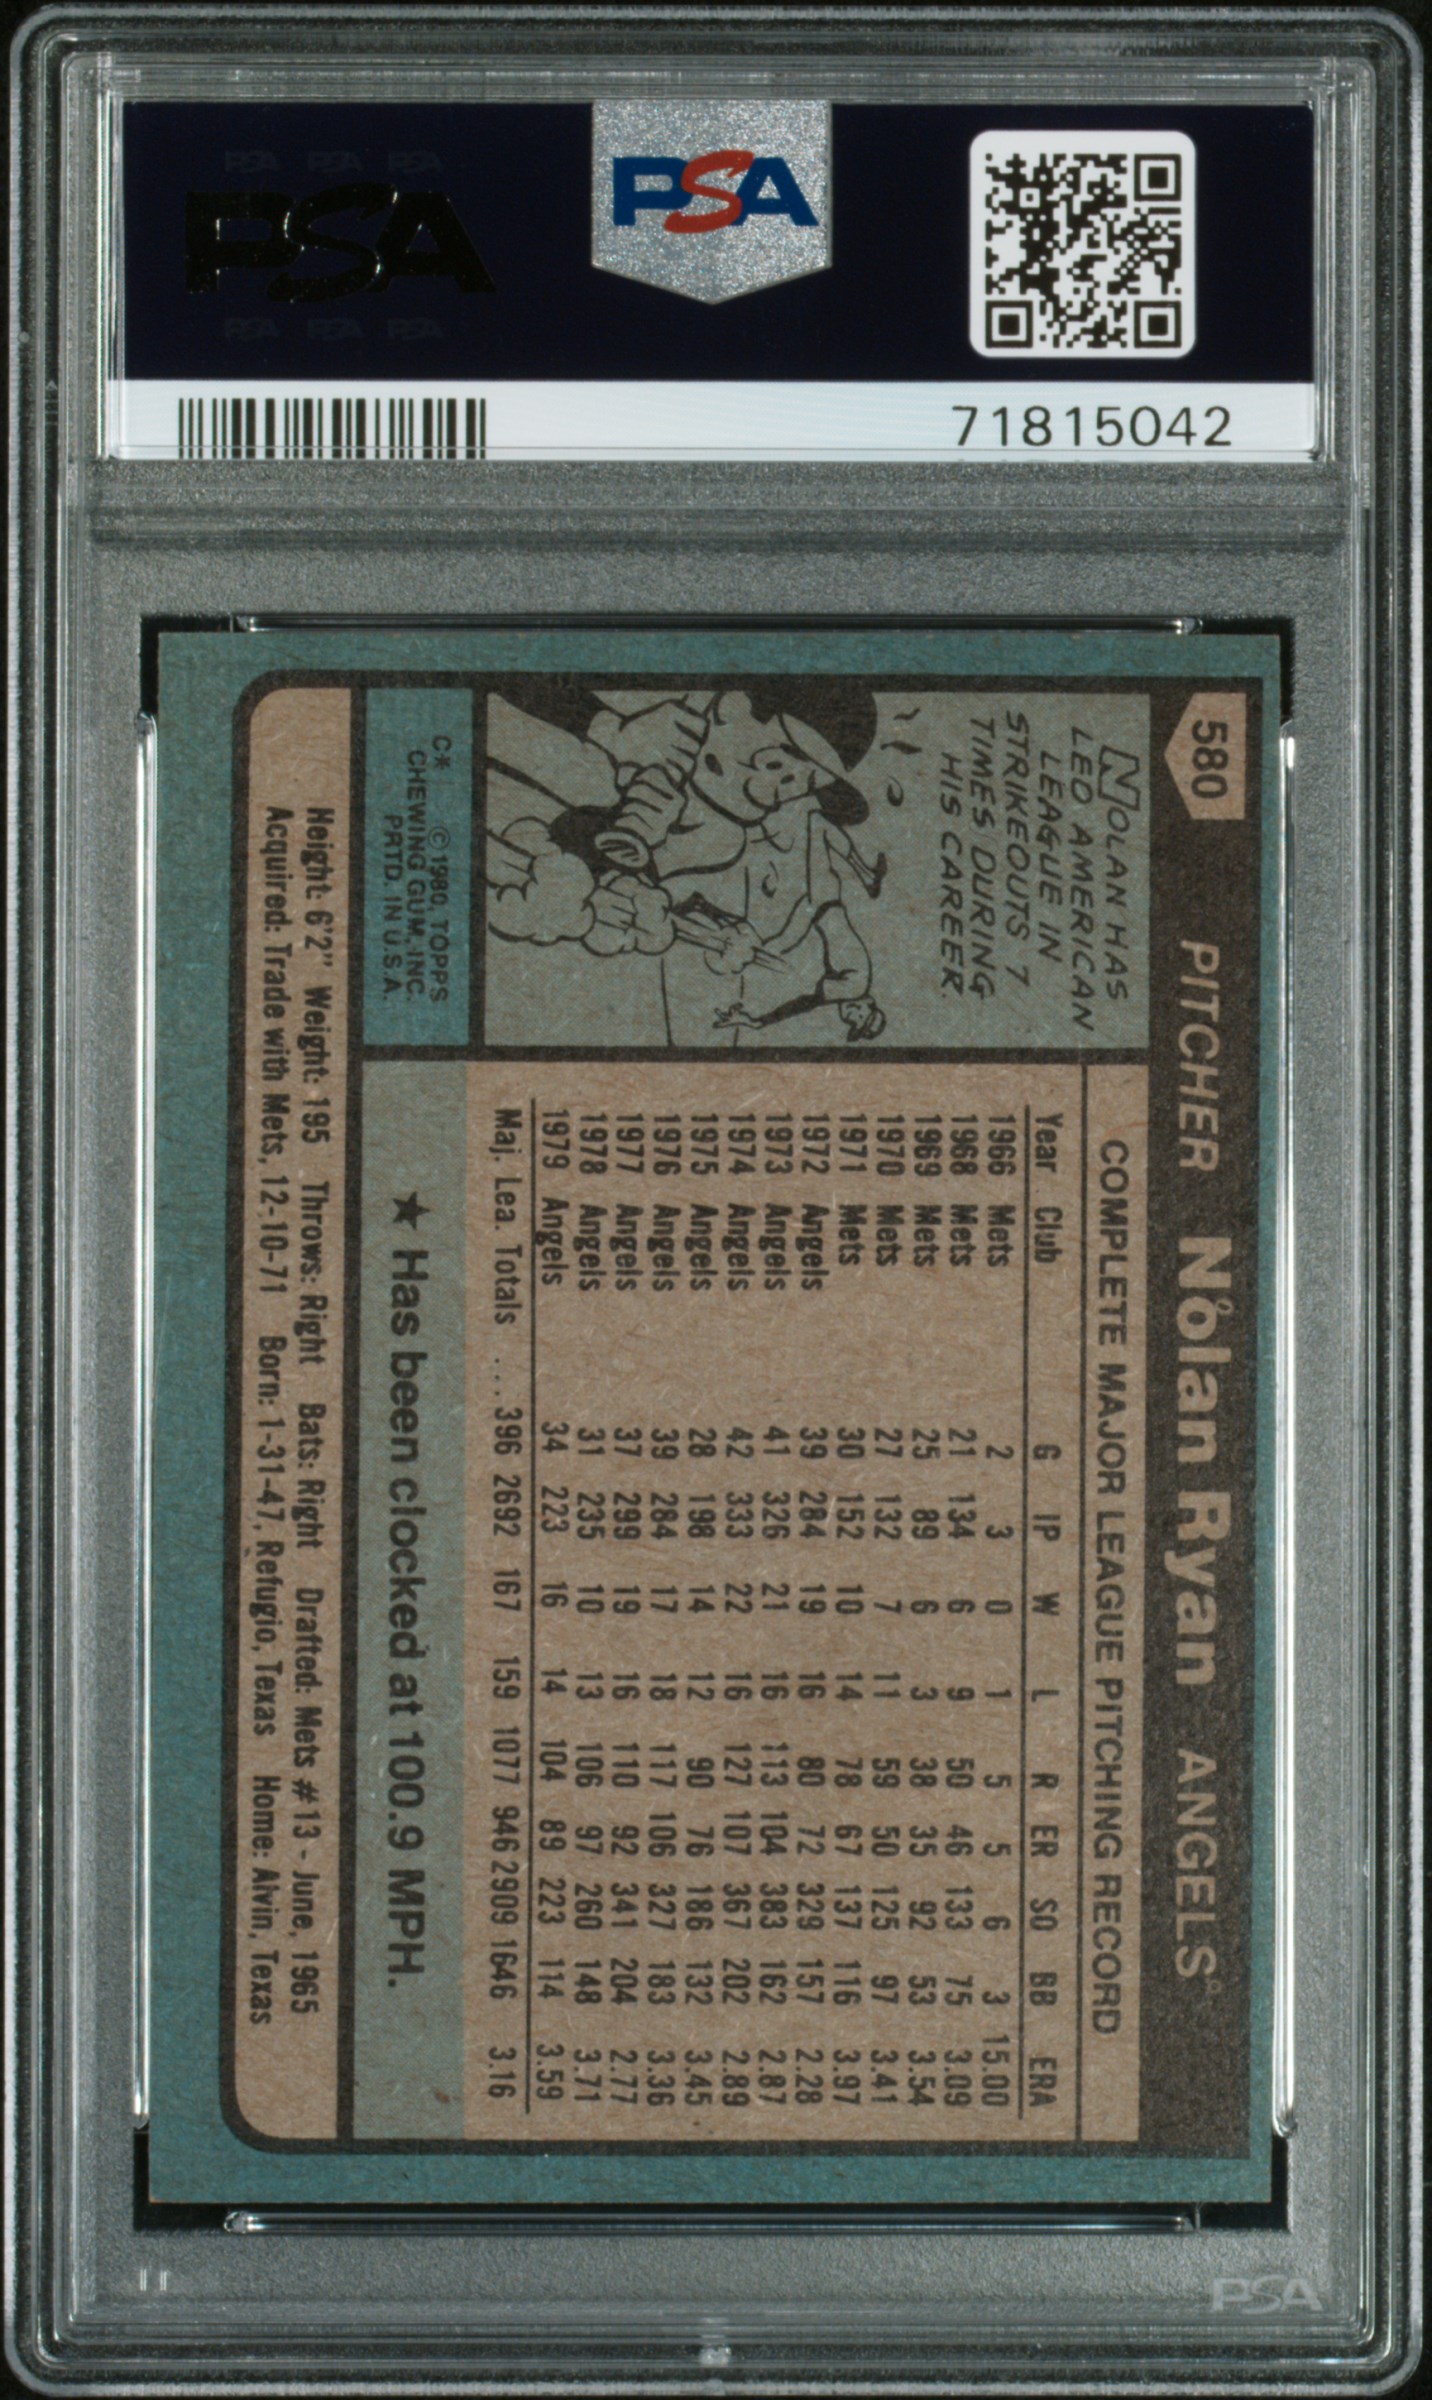 PSA PSA PSA
PSA
PSA PSA PSA
PSA
71815042
580 PITCHER Nolan Ryan ANGELS
NOLAN HAS
LED AMERICAN
LEAGUE IN
STRIKEOUTS 7
TIMES DURING
HIS CAREER.
C* ©1980, TOPPS
CHEWING GUM, INC.
PRTD. IN U.S.A.
COMPLETE MAJOR LEAGUE PITCHING RECORD
Year Club G IP W L R ER SO BB ERA
1966 Mets 2 3 0 1 5 5 6 3 15.00
1968 Mets 21 134 6 9 50 46 133 75 3.09
1969 Mets 25 89 6 3 38 35 92 53 3.54
1970 Mets 27 132 7 11 59 50 125 97 3.41
1971 Mets 30 152 10 14 78 67 137 116 3.97
1972 Angels 39 284 19 16 80 72 329 157 2.28
1973 Angels 41 326 21 16 113 104 383 162 2.87
1974 Angels 42 333 22 16 127 107 367 202 2.89
1975 Angels 28 198 14 12 90 76 186 132 3.45
1976 Angels 39 284 17 18 117 106 327 183 3.36
1977 Angels 37 299 19 16 110 92 341 204 2.77
1978 Angels 31 235 10 13 106 97 260 148 3.71
1979 Angels 34 223 16 14 104 89 223 114 3.59
Maj. Lea. Totals ....396 2692 167 159 1077 946 2909 1646 3.16
★ Has been clocked at 100.9 MPH.
Height: 6'2" Weight: 195 Throws: Right Bats: Right Drafted: Mets #13 - June, 1965
Acquired: Trade with Mets, 12-10-71 Born: 1-31-47, Refugio, Texas Home: Alvin, Texas
PSA